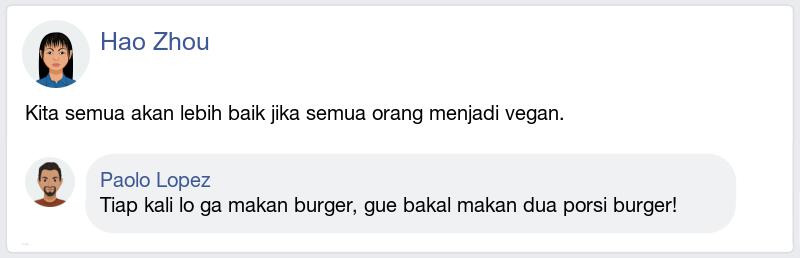 Hao Zhou
Kita semua akan lebih baik jika semua orang menjadi vegan.
Paolo Lopez
Tiap kali lo ga makan burger, gue bakal makan dua porsi burger!